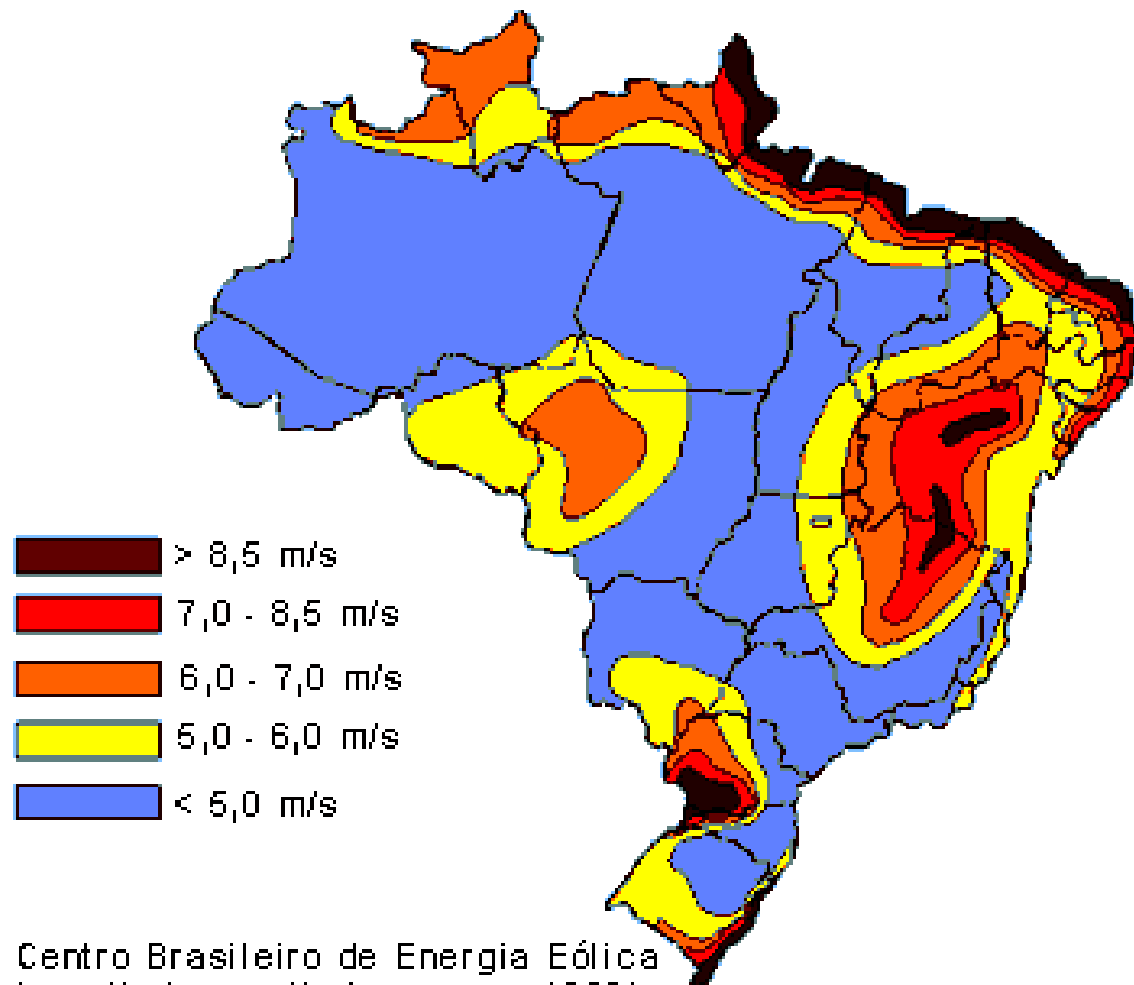 > 8,5 m/s
7,0 - 8,5 m/s
6,0 - 7,0 m/s
5,0 - 6,0 m/s
< 5,0 m/s
Centro Brasileiro de Energia Eólica